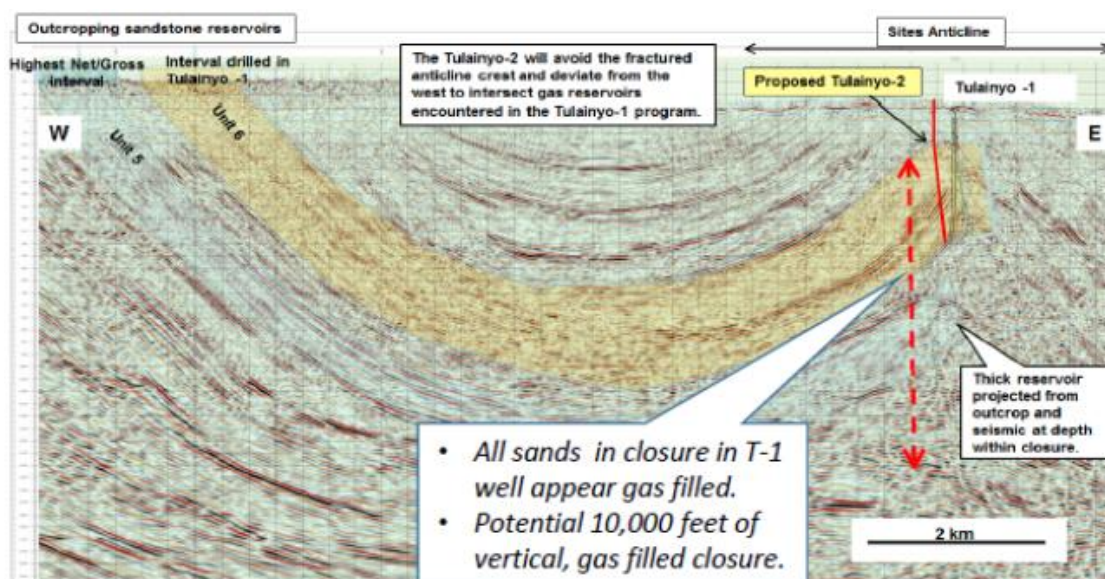 Outcropping sandstone reservoirs
Sites Anticline
Highest Net/Gross
interval
Interval drilled in
Tulainyo -1
The Tulainyo-2 will avoid the fractured
anticline crest and deviate from the
west to intersect gas reservoirs
encountered in the Tulainyo-1 program.
Proposed Tulainyo-2
Tulainyo -1
W
E
Unit 5
Unit 6
Thick reservoir
projected from
outcrop and
seismic at depth
within closure.
• All sands in closure in T-1
well appear gas filled.
• Potential 10,000 feet of
vertical, gas filled closure.
2 km